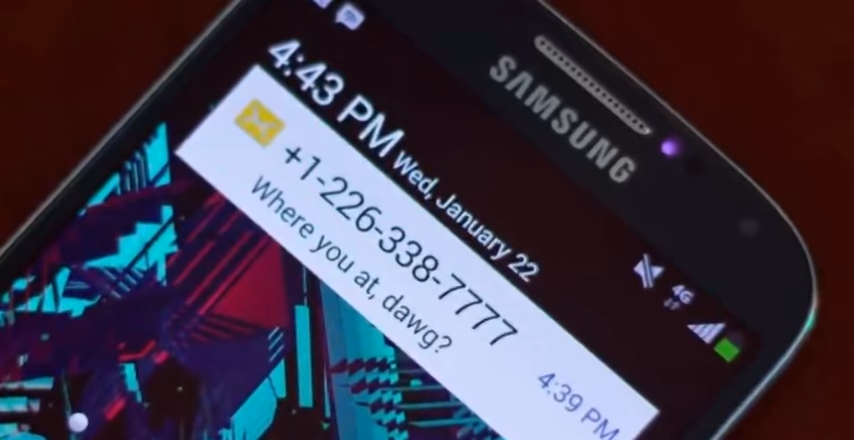 SAMSUNG
4G
4:43 PM Wed, January 22
+1-226-338-7777
Where you at, dawg?
4:39 PM